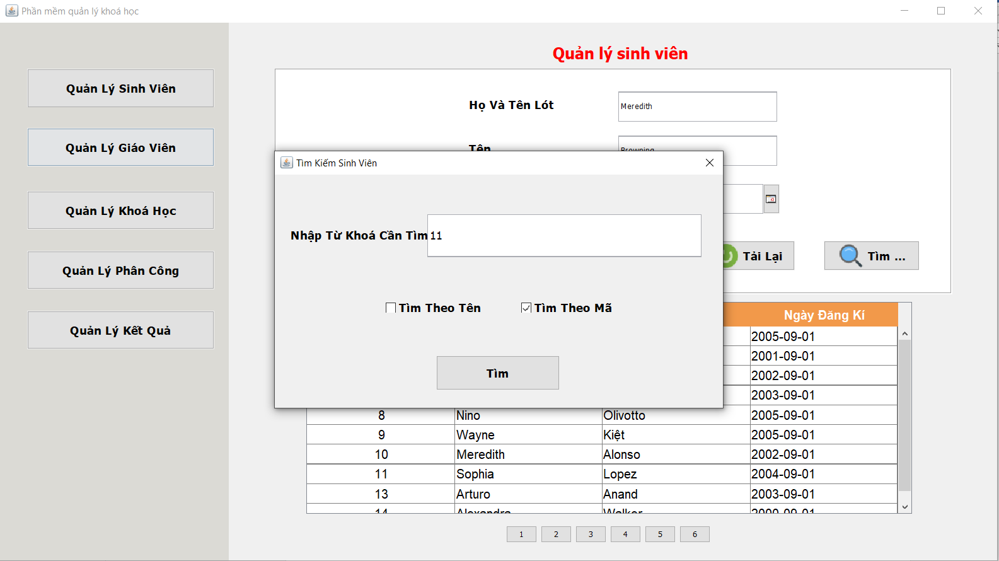 Phần mềm quản lý khoá học
Quản Lý Sinh Viên
Quản Lý Giáo Viên
Quản Lý Khoá Học
Quản Lý Phân Công
Quản Lý Kết Quả
Quản lý sinh viên
Họ Và Tên Lót
Meredith
Tên
Browning
Tìm Kiếm Sinh Viên
Nhập Từ Khoá Cần Tìm 11
Tìm Theo Tên
Tìm Theo Mã
Tìm
Tải Lại
Tìm ...
Ngày Đăng Kí
2005-09-01
2001-09-01
2002-09-01
2003-09-01
8 Nino Olivotto 2005-09-01
9 Wayne Kiệt 2005-09-01
10 Meredith Alonso 2002-09-01
11 Sophia Lopez 2004-09-01
13 Arturo Anand 2003-09-01
14 Alexandra Walker 2000-09-01
1 2 3 4 5 6